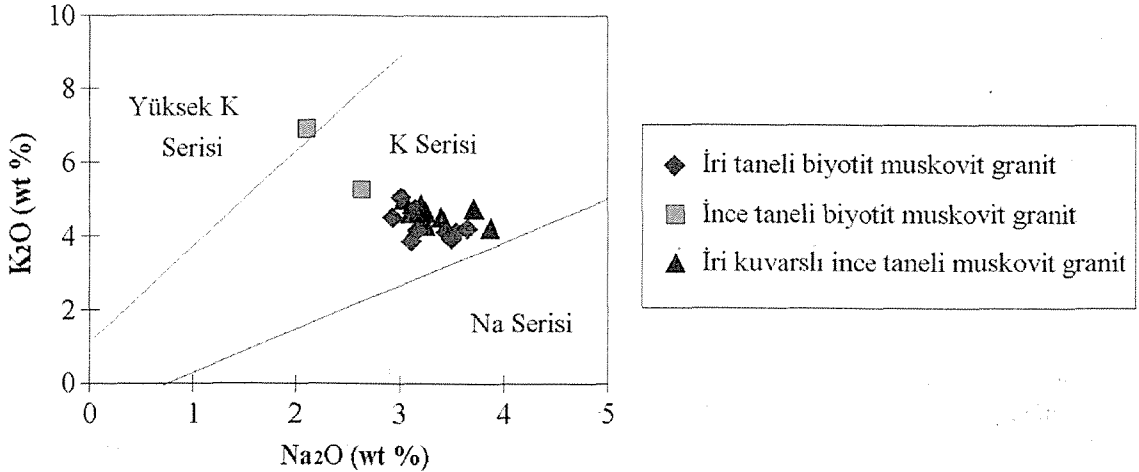 10
8
6
4
2
0
K₂O (wt %)
Yüksek K
Serisi
K Serisi
Na Serisi
0 1 2 3 4 5
Na₂O (wt %)
İri taneli biyotit muskovit granit
İnce taneli biyotit muskovit granit
İri kuvarslı ince taneli muskovit granit